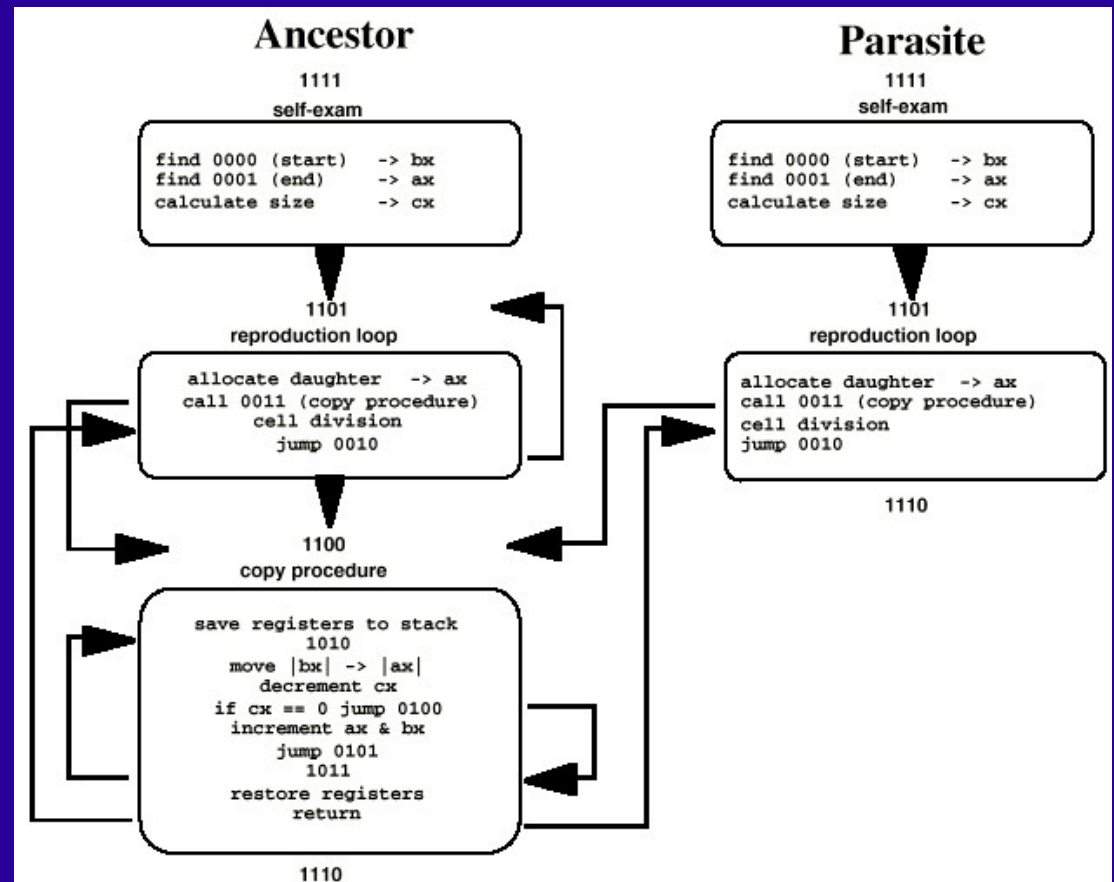 Ancestor
1111
self-exam
find 0000 (start) -> bx
find 0001 (end) -> ax
calculate size -> cx
1101
reproduction loop
allocate daughter -> ax
call 0011 (copy procedure)
cell division
jump 0010
1100
copy procedure
save registers to stack
1010
move |bx| -> |ax|
decrement cx
if cx == 0 jump 0100
increment ax & bx
jump 0101
1011
restore registers
return
1110
Parasite
1111
self-exam
find 0000 (start) -> bx
find 0001 (end) -> ax
calculate size -> cx
1101
reproduction loop
allocate daughter -> ax
call 0011 (copy procedure)
cell division
jump 0010
1110